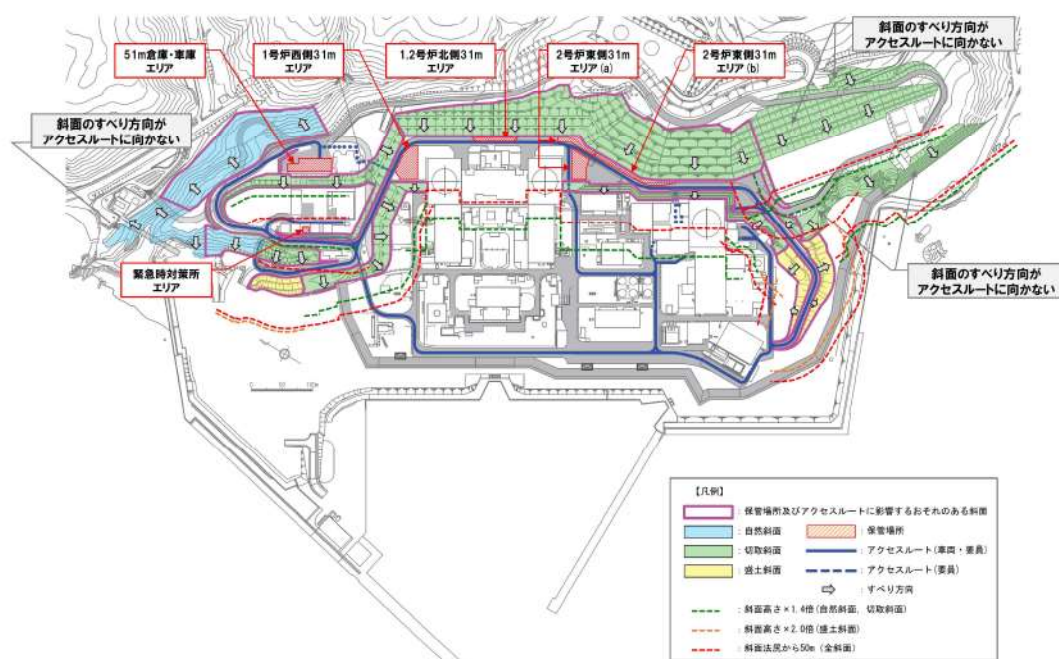 斜面のすべり方向が
アクセスルートに向かない
51m倉庫・車庫
エリア
1号炉西側31m
エリア
1,2号炉北側31m
エリア
2号炉東側31m
エリア(a)
2号炉東側31m
エリア(b)
斜面のすべり方向が
アクセスルートに向かない
緊急時対策所
エリア
斜面のすべり方向が
アクセスルートに向かない
【凡例】
:保管場所及びアクセスルートに影響するおそれのある斜面
:自然斜面
:保管場所
:切取斜面
:アクセスルート(車両・要員)
:盛土斜面
:アクセスルート(要員)
:すべり方向
:斜面高さ×1.4倍(自然斜面,切取斜面)
:斜面高さ×2.0倍(盛土斜面)
:斜面法尻から50m(全斜面)